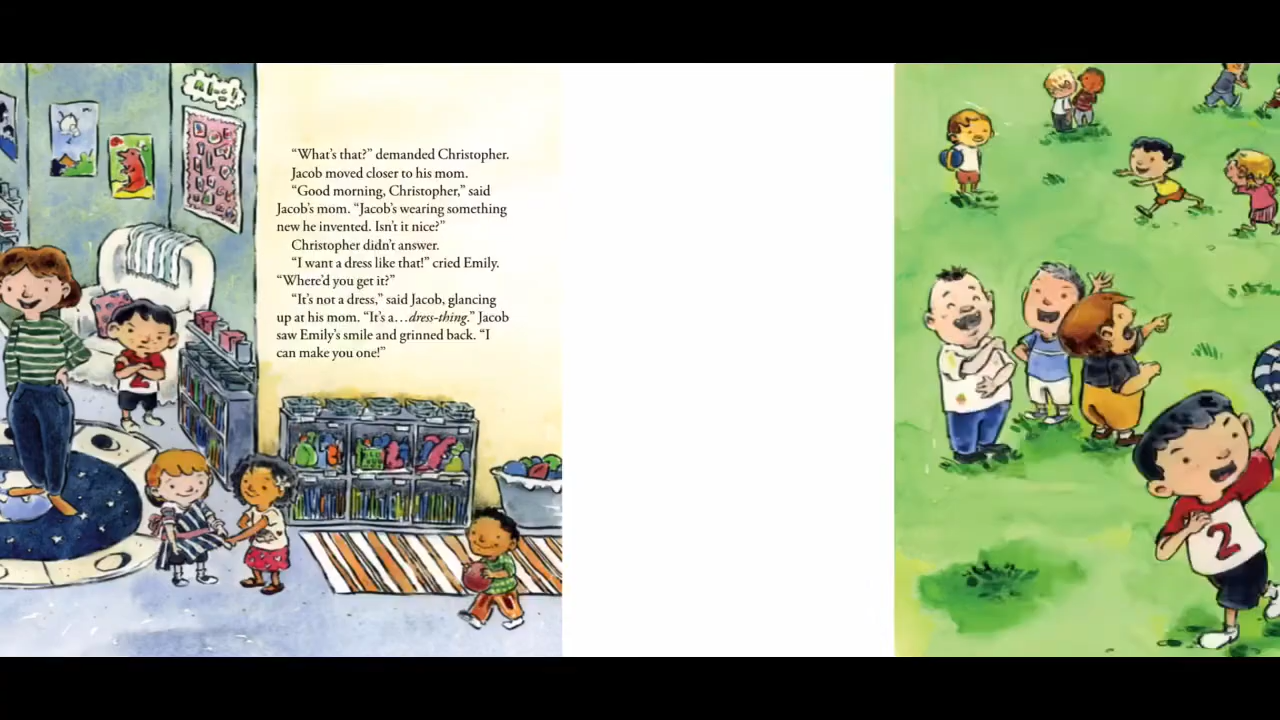 “What’s that?” demanded Christopher.
Jacob moved closer to his mom.
“Good morning, Christopher,” said
Jacob’s mom. “Jacob’s wearing something
new he invented. Isn’t it nice?”
Christopher didn’t answer.
“I want a dress like that!” cried Emily.
“Where’d you get it?”
“It’s not a dress,” said Jacob, glancing
up at his mom. “It’s a…dress-thing.” Jacob
saw Emily’s smile and grinned back. “I
can make you one!”
2
2